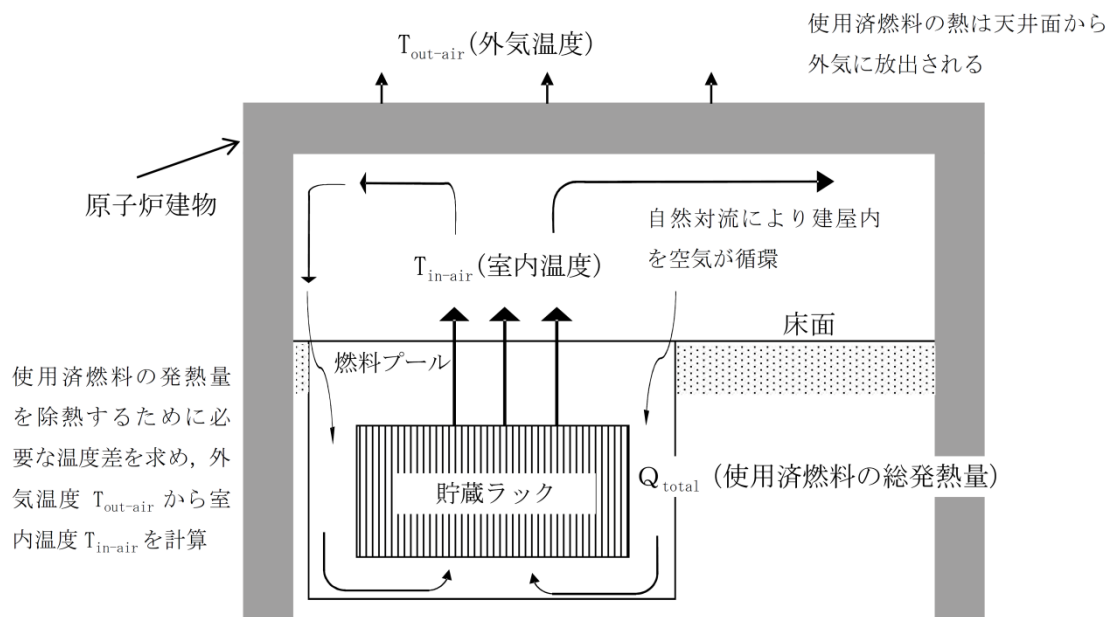 使用済燃料の熱は天井面から
外気に放出される
T_out-air(外気温度)
原子炉建物
自然対流により建屋内
を空気が循環
T_in-air(室内温度)
床面
燃料プール
使用済燃料の発熱量
を除熱するために必
要な温度差を求め，外
気温度 T_out-air から室
内温度 T_in-air を計算
貯蔵ラック
Q_total (使用済燃料の総発熱量)